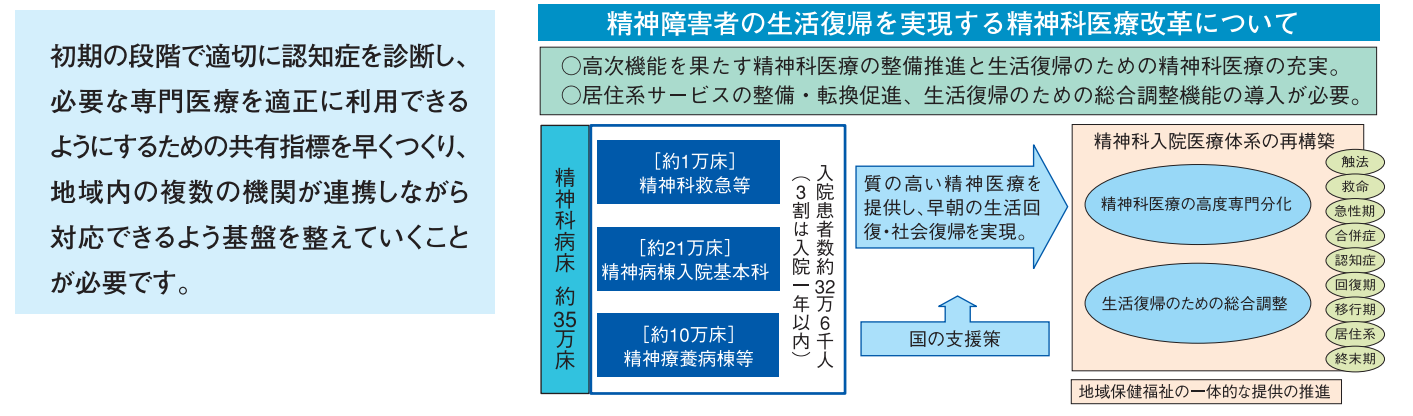 初期の段階で適切に認知症を診断し、
必要な専門医療を適正に利用できる
ようにするための共有指標を早くつくり、
地域内の複数の機関が連携しながら
対応できるよう基盤を整えていくこと
が必要です。
精神障害者の生活復帰を実現する精神科医療改革について
○高次機能を果たす精神科医療の整備推進と生活復帰のための精神科医療の充実。
○居住系サービスの整備・転換促進、生活復帰のための総合調整機能の導入が必要。
精神科病床 約35万床
［約1万床］
精神科救急等
［約21万床］
精神病棟入院基本科
［約10万床］
精神療養病棟等
入院患者数約32万6千人
（3割は入院一年以内）
質の高い精神医療を
提供し、早朝の生活回
復・社会復帰を実現。
国の支援策
精神科入院医療体系の再構築
精神科医療の高度専門分化
生活復帰のための総合調整
触法
救命
急性期
合併症
認知症
回復期
移行期
居住系
終末期
地域保健福祉の一体的な提供の推進